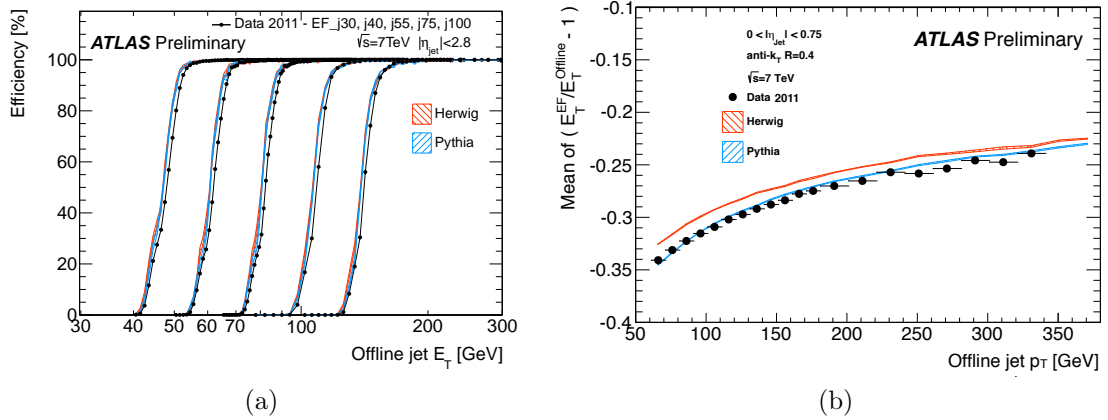 Efficiency [%]
Data 2011 - EF_j30, j40, j55, j75, j100
ATLAS Preliminary
√s=7TeV |η_jet|<2.8
Herwig
Pythia
100
80
60
40
20
0
30 40 50 60 70 100 200 300
Offline jet E_T [GeV]
(a)
Mean of ( E_T^EF/E_T^Offline - 1)
0 < |η_Jet| < 0.75
ATLAS Preliminary
anti-k_T R=0.4
√s=7 TeV
Data 2011
Herwig
Pythia
-0.1
-0.15
-0.2
-0.25
-0.3
-0.35
-0.4
50 100 150 200 250 300 350
Offline jet p_T [GeV]
(b)